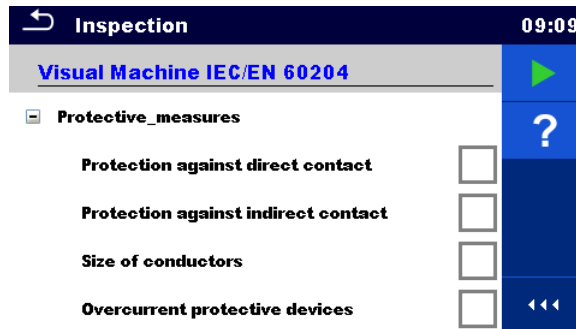 Inspection 09:09
Visual Machine IEC/EN 60204
Protective_measures
?
Protection against direct contact
Protection against indirect contact
Size of conductors
Overcurrent protective devices